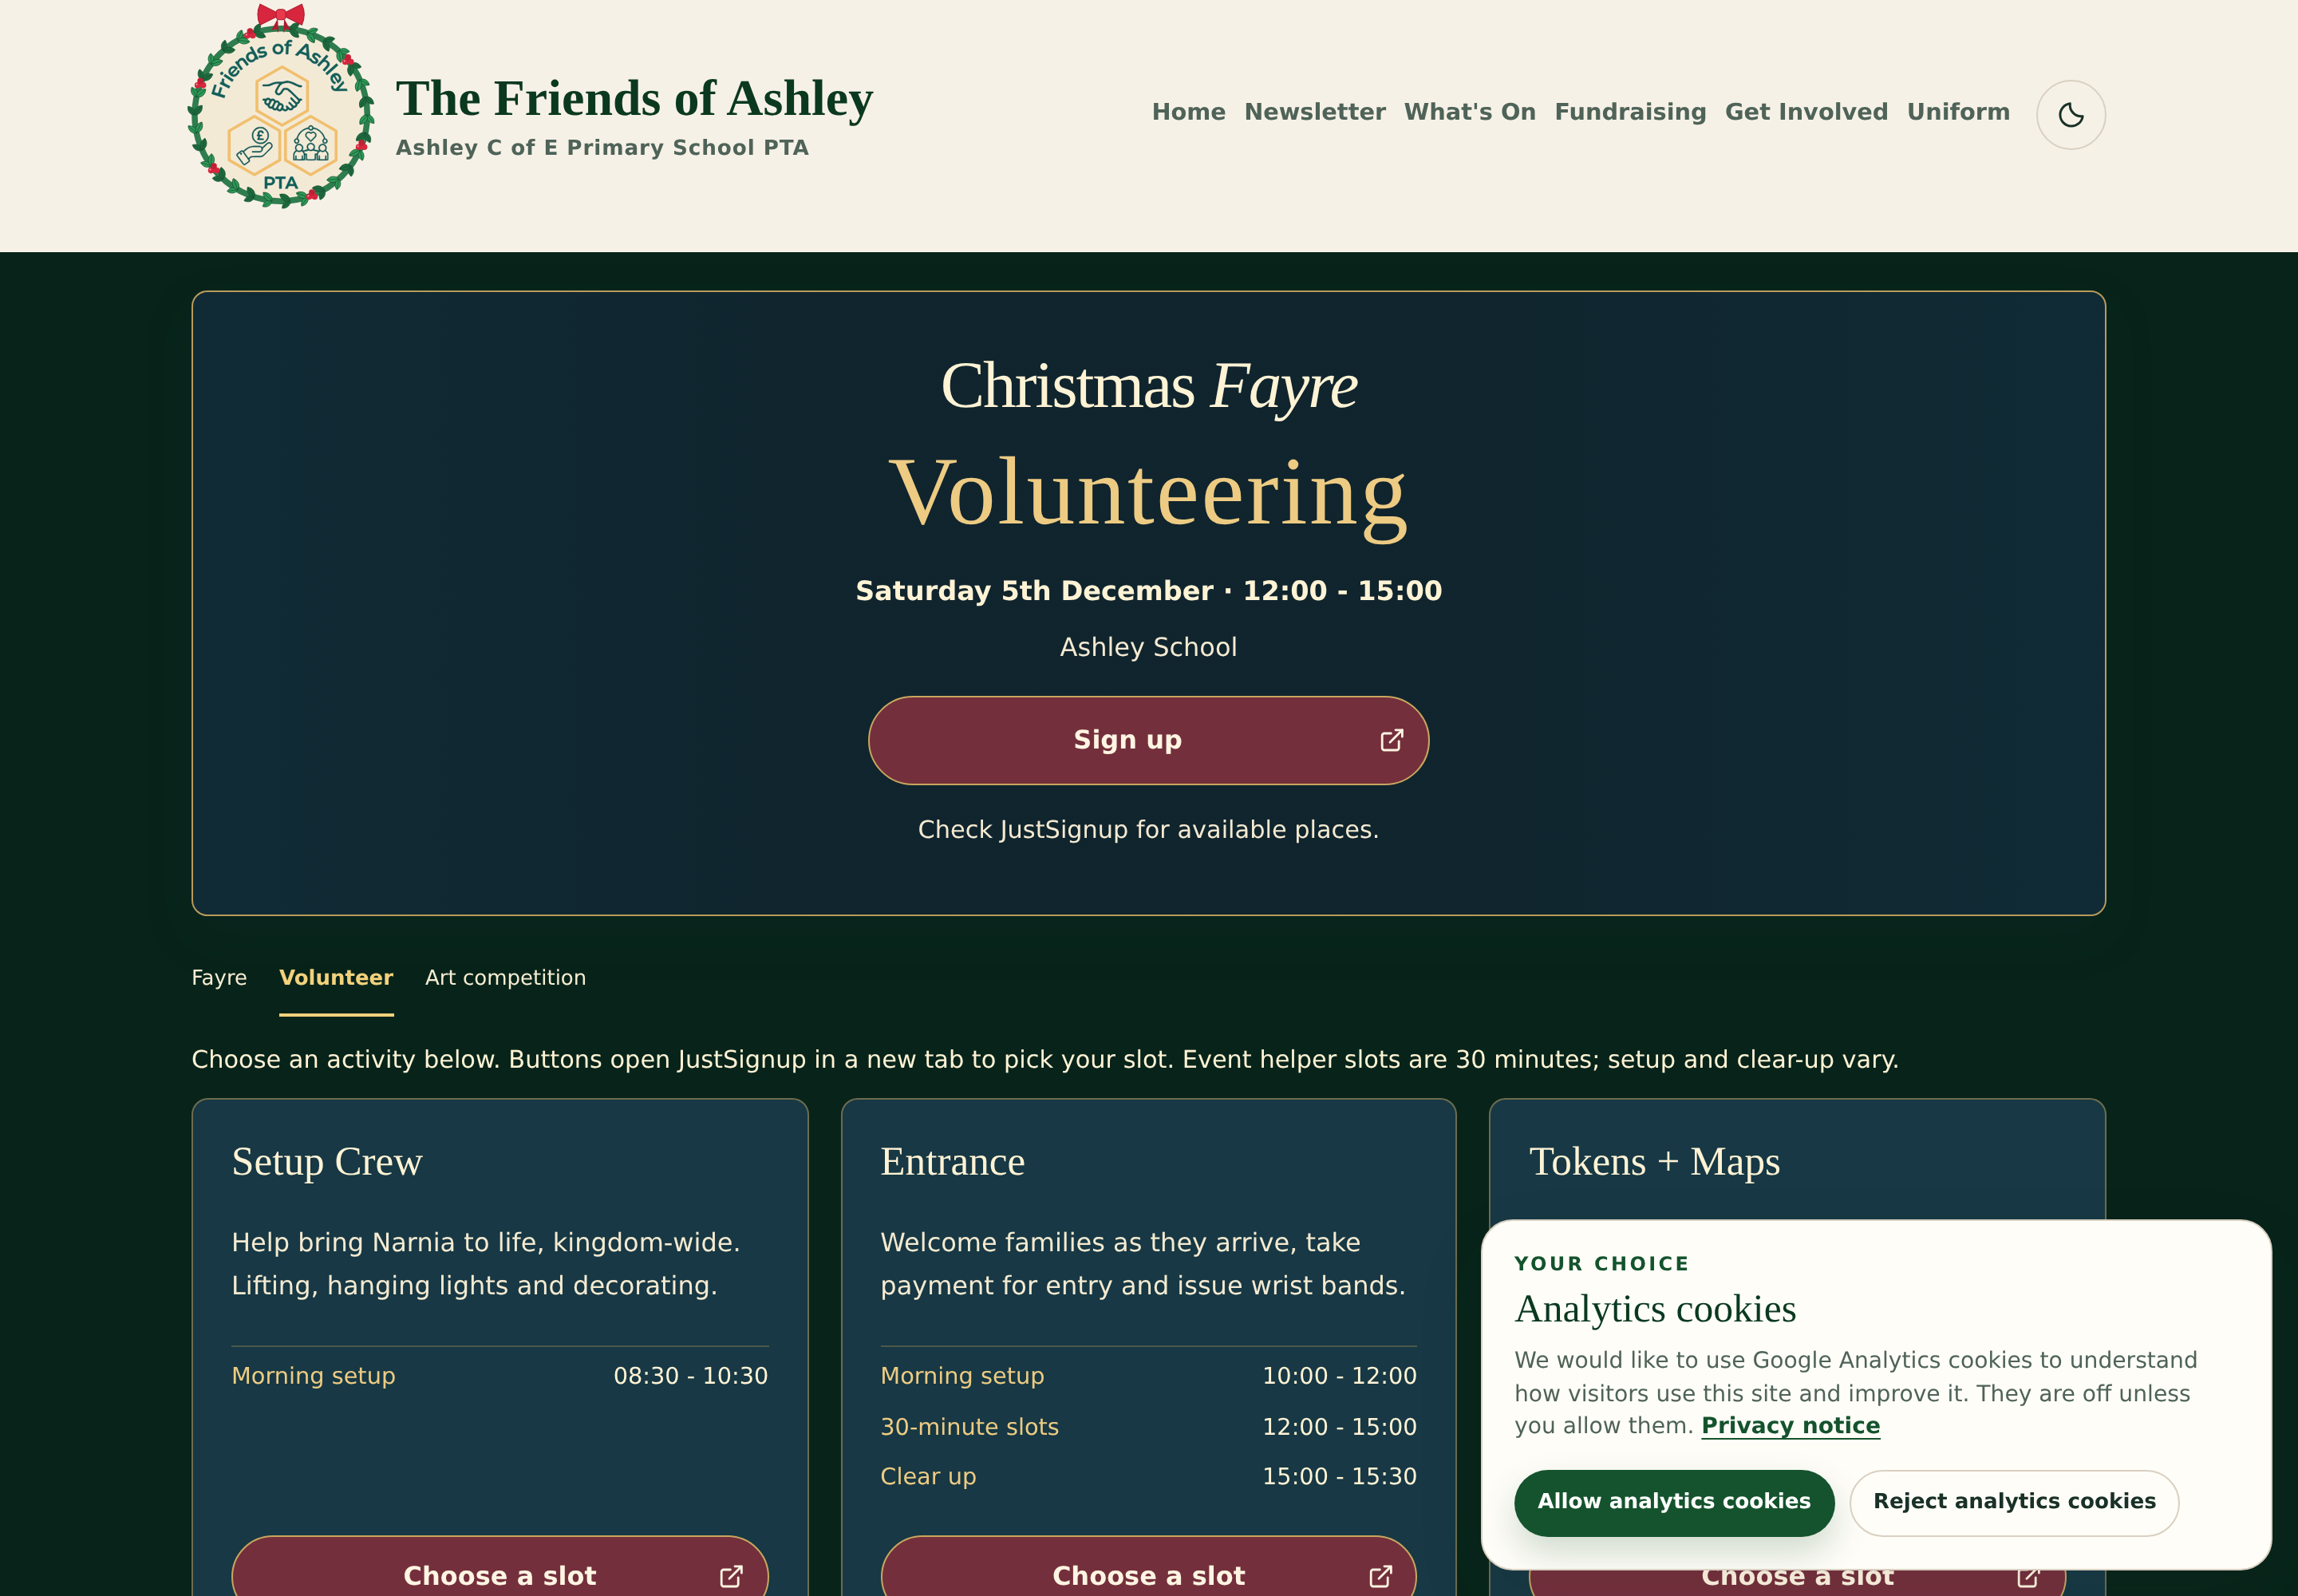 Friends of Ashley
£
PTA
The Friends of Ashley
Ashley C of E Primary School PTA
Home Newsletter What's On Fundraising Get Involved Uniform
Christmas Fayre
Volunteering
Saturday 5th December · 12:00 - 15:00
Ashley School
Sign up
Check JustSignup for available places.
Fayre Volunteer Art competition
Choose an activity below. Buttons open JustSignup in a new tab to pick your slot. Event helper slots are 30 minutes; setup and clear-up vary.
Setup Crew
Help bring Narnia to life, kingdom-wide.
Lifting, hanging lights and decorating.
Morning setup 08:30 - 10:30
Choose a slot
Entrance
Welcome families as they arrive, take
payment for entry and issue wrist bands.
Morning setup 10:00 - 12:00
30-minute slots 12:00 - 15:00
Clear up 15:00 - 15:30
Choose a slot
Tokens + Maps
Choose a slot
YOUR CHOICE
Analytics cookies
We would like to use Google Analytics cookies to understand
how visitors use this site and improve it. They are off unless
you allow them. Privacy notice
Allow analytics cookies Reject analytics cookies